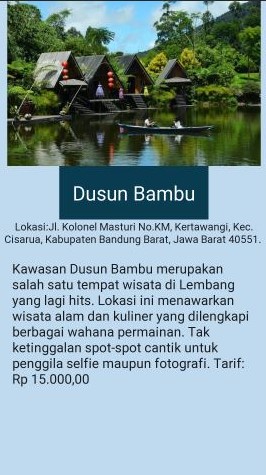 Dusun Bambu
Lokasi:Jl. Kolonel Masturi No.KM, Kertawangi, Kec.
Cisarua, Kabupaten Bandung Barat, Jawa Barat 40551.
Kawasan Dusun Bambu merupakan
salah satu tempat wisata di Lembang
yang lagi hits. Lokasi ini menawarkan
wisata alam dan kuliner yang dilengkapi
berbagai wahana permainan. Tak
ketinggalan spot-spot cantik untuk
penggila selfie maupun fotografi. Tarif:
Rp 15.000,00